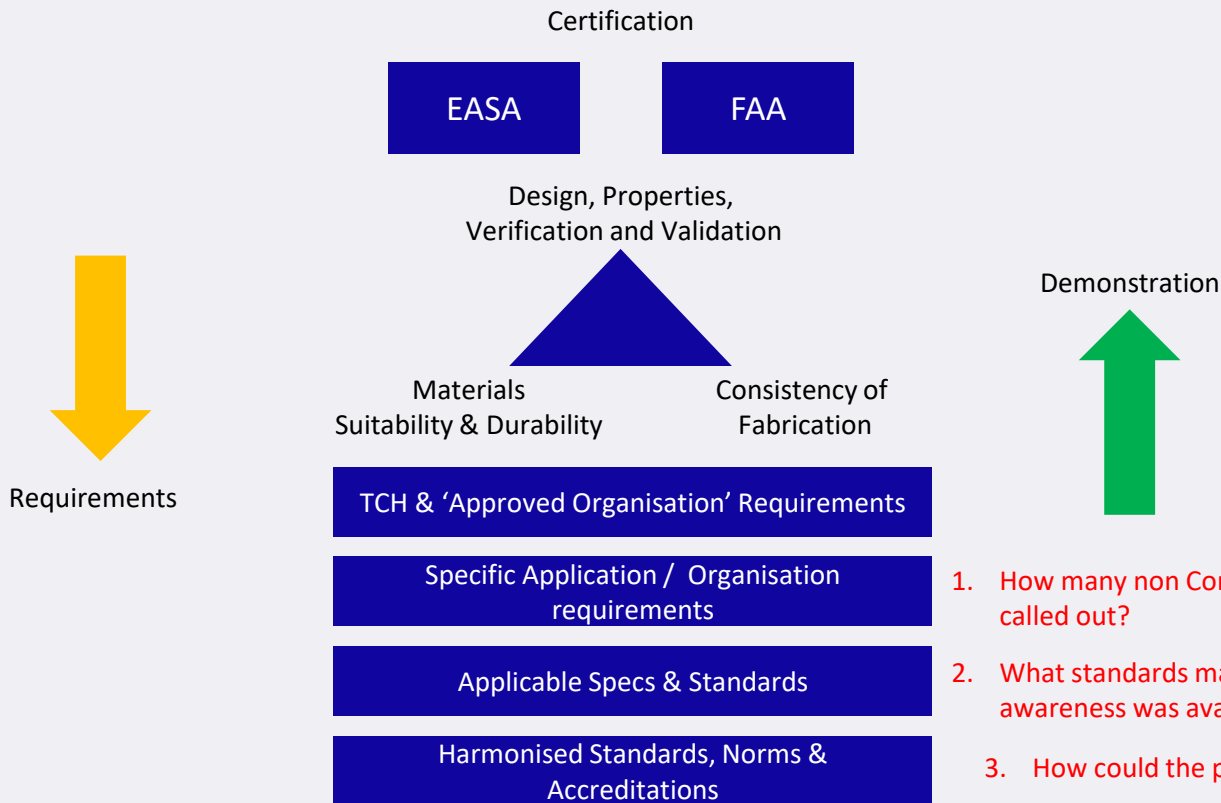 Certification
EASA
FAA
Design, Properties,
Verification and Validation
Demonstration
Materials
Suitability & Durability
Consistency of
Fabrication
Requirements
TCH & ‘Approved Organisation’ Requirements
Specific Application / Organisation
requirements
Applicable Specs & Standards
Harmonised Standards, Norms &
Accreditations
1. How many non
called out?
2. What standards
awareness was
3. How could the